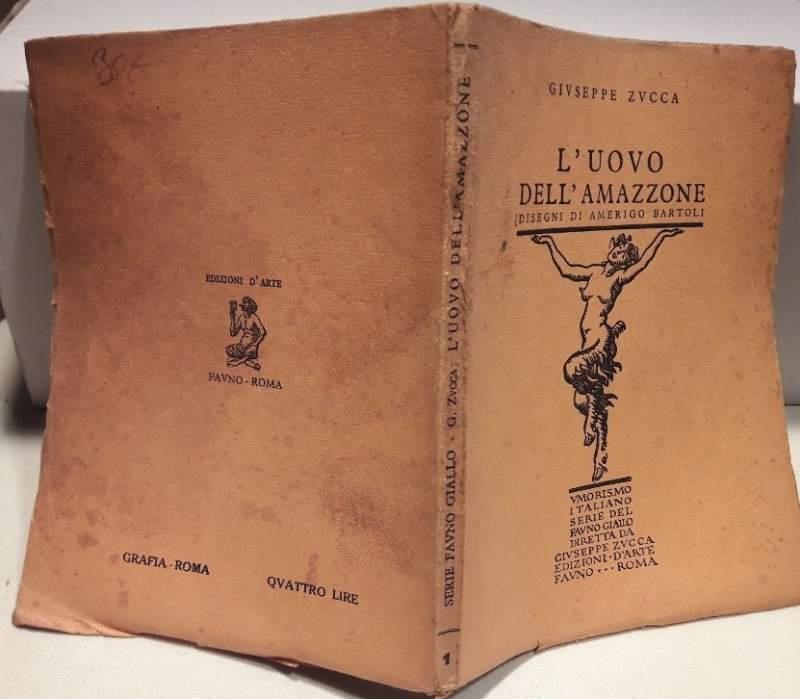 GIVSEPPE ZVCCA
L'UOVO
DELL'AMAZZONE
DISEGNI DI AMERIGO BARTOLI
VMORISMO
ITALIANO
SERIE DEL
FAVNO GIALLO
DIRETTA DA
GIVSEPPE ZVCCA
EDIZIONI·D'ARTE
FAVNO···ROMA
SERIE FAVNO GIALLO · G. ZVCCA: L'UOVO DELL'AMAZZONE
1
EDIZIONI D'ARTE
FAVNO-ROMA
GRAFIA-ROMA
QVATTRO LIRE